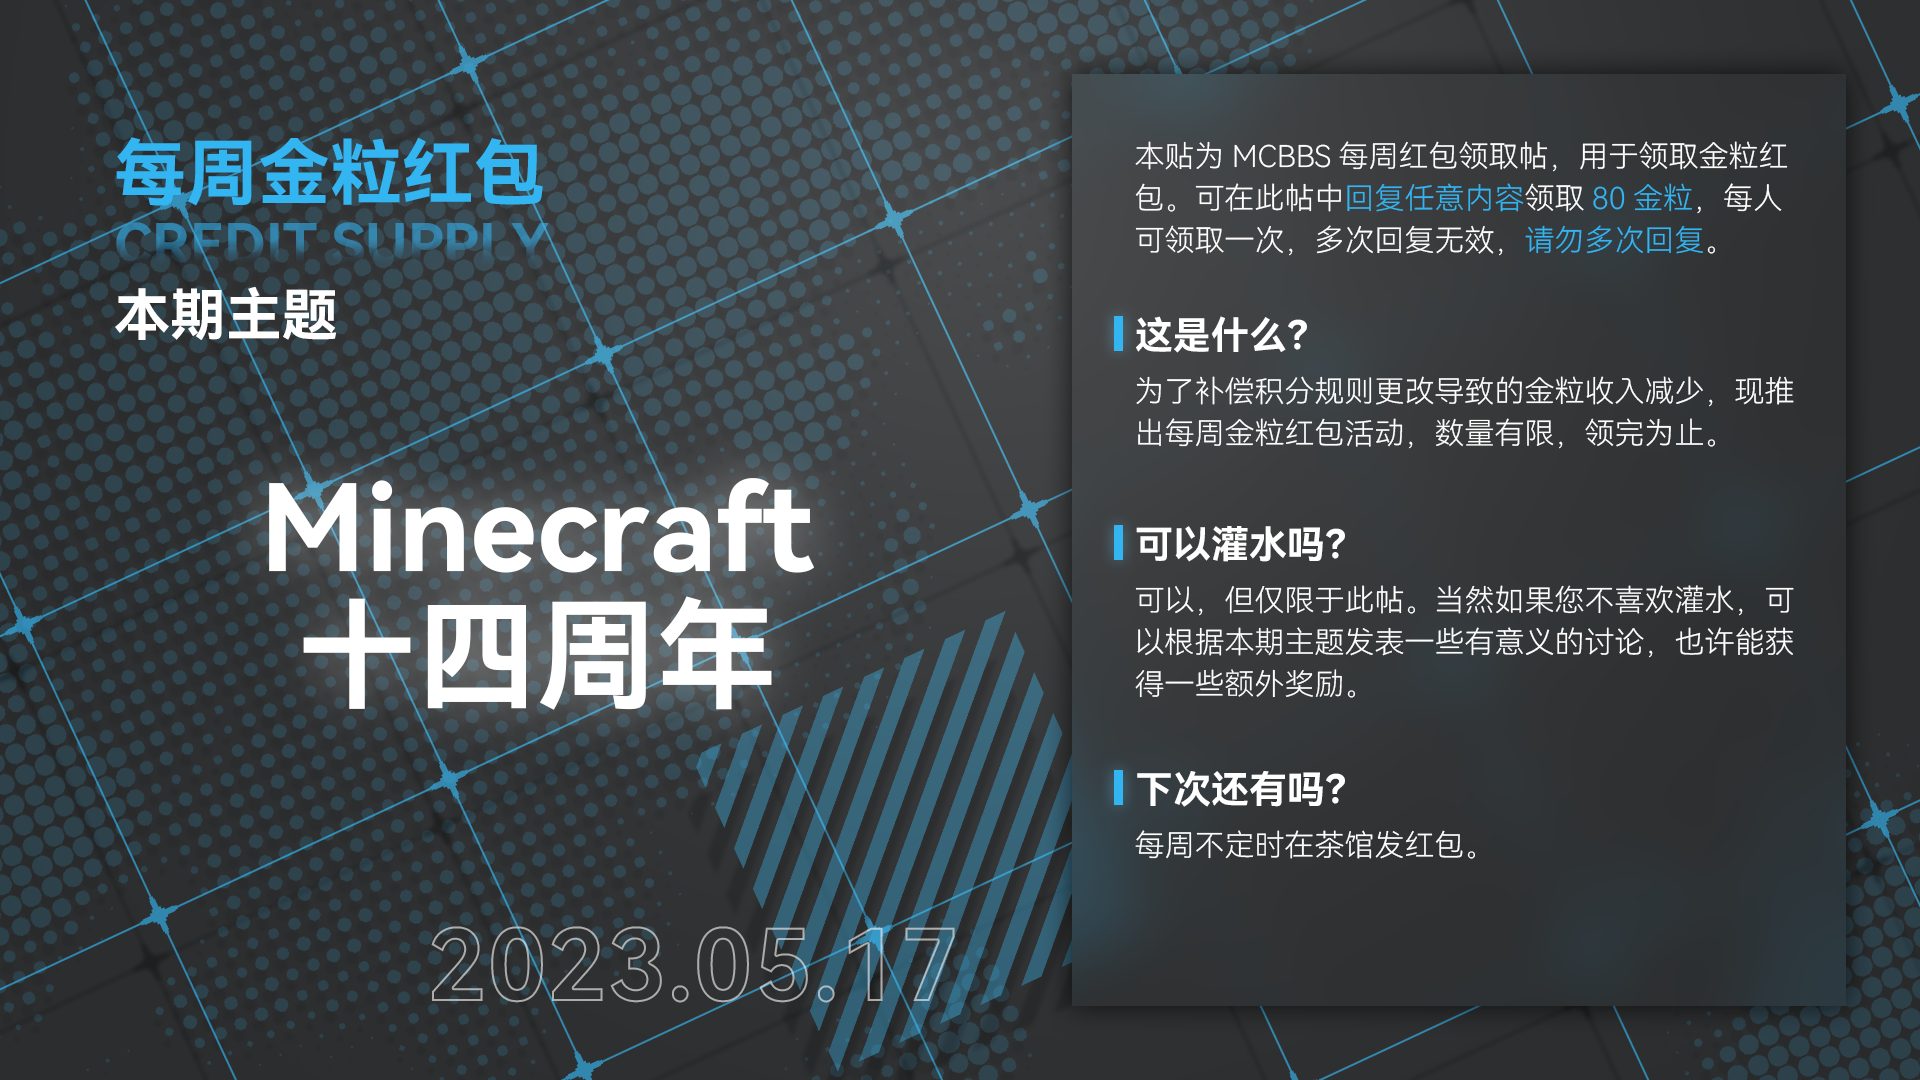 每周金粒红包
CREDIT SUPPLY
本期主题
Minecraft
十四周年
2023.05.17
本贴为 MCBBS 每周红包领取帖，用于领取金粒红
包。可在此帖中回复任意内容领取 80 金粒，每人
可领取一次，多次回复无效，请勿多次回复。
这是什么？
为了补偿积分规则更改导致的金粒收入减少，现推
出每周金粒红包活动，数量有限，领完为止。
可以灌水吗？
可以，但仅限于此帖。当然如果您不喜欢灌水，可
以根据本期主题发表一些有意义的讨论，也许能获
得一些额外奖励。
下次还有吗？
每周不定时在茶馆发红包。